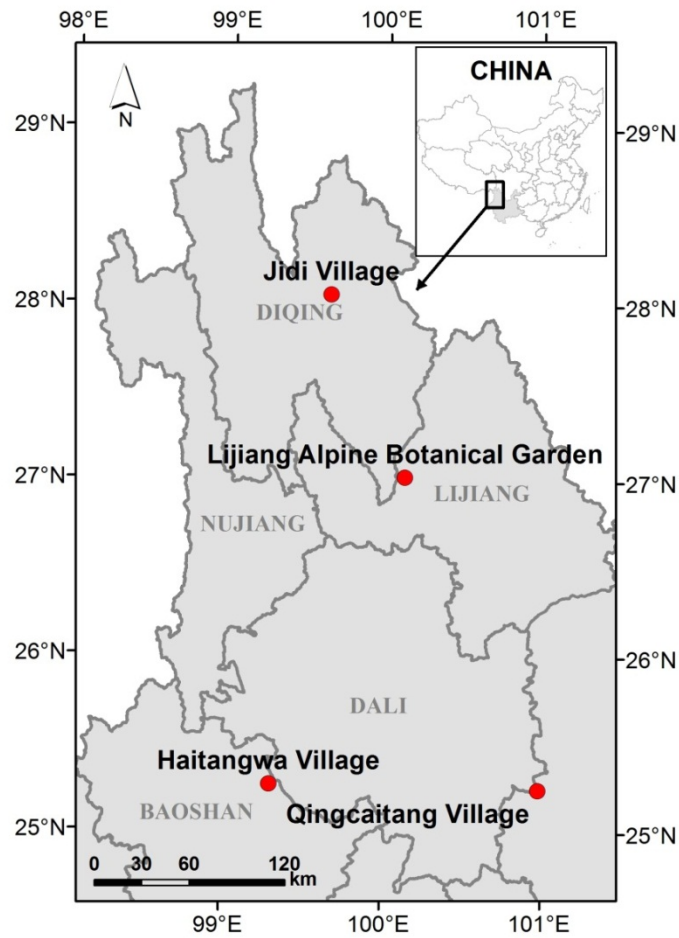 98°E 99°E 100°E 101°E
CHINA
N
29°N 29°N
Jidi Village
28°N 28°N
DIQING
Lijiang Alpine Botanical Garden
27°N 27°N
LIJIANG
NUJIANG
26°N 26°N
DALI
Haitangwa Village
Qingcaitang Village
BAOSHAN
25°N 25°N
0 30 60 120
km
99°E 100°E 101°E